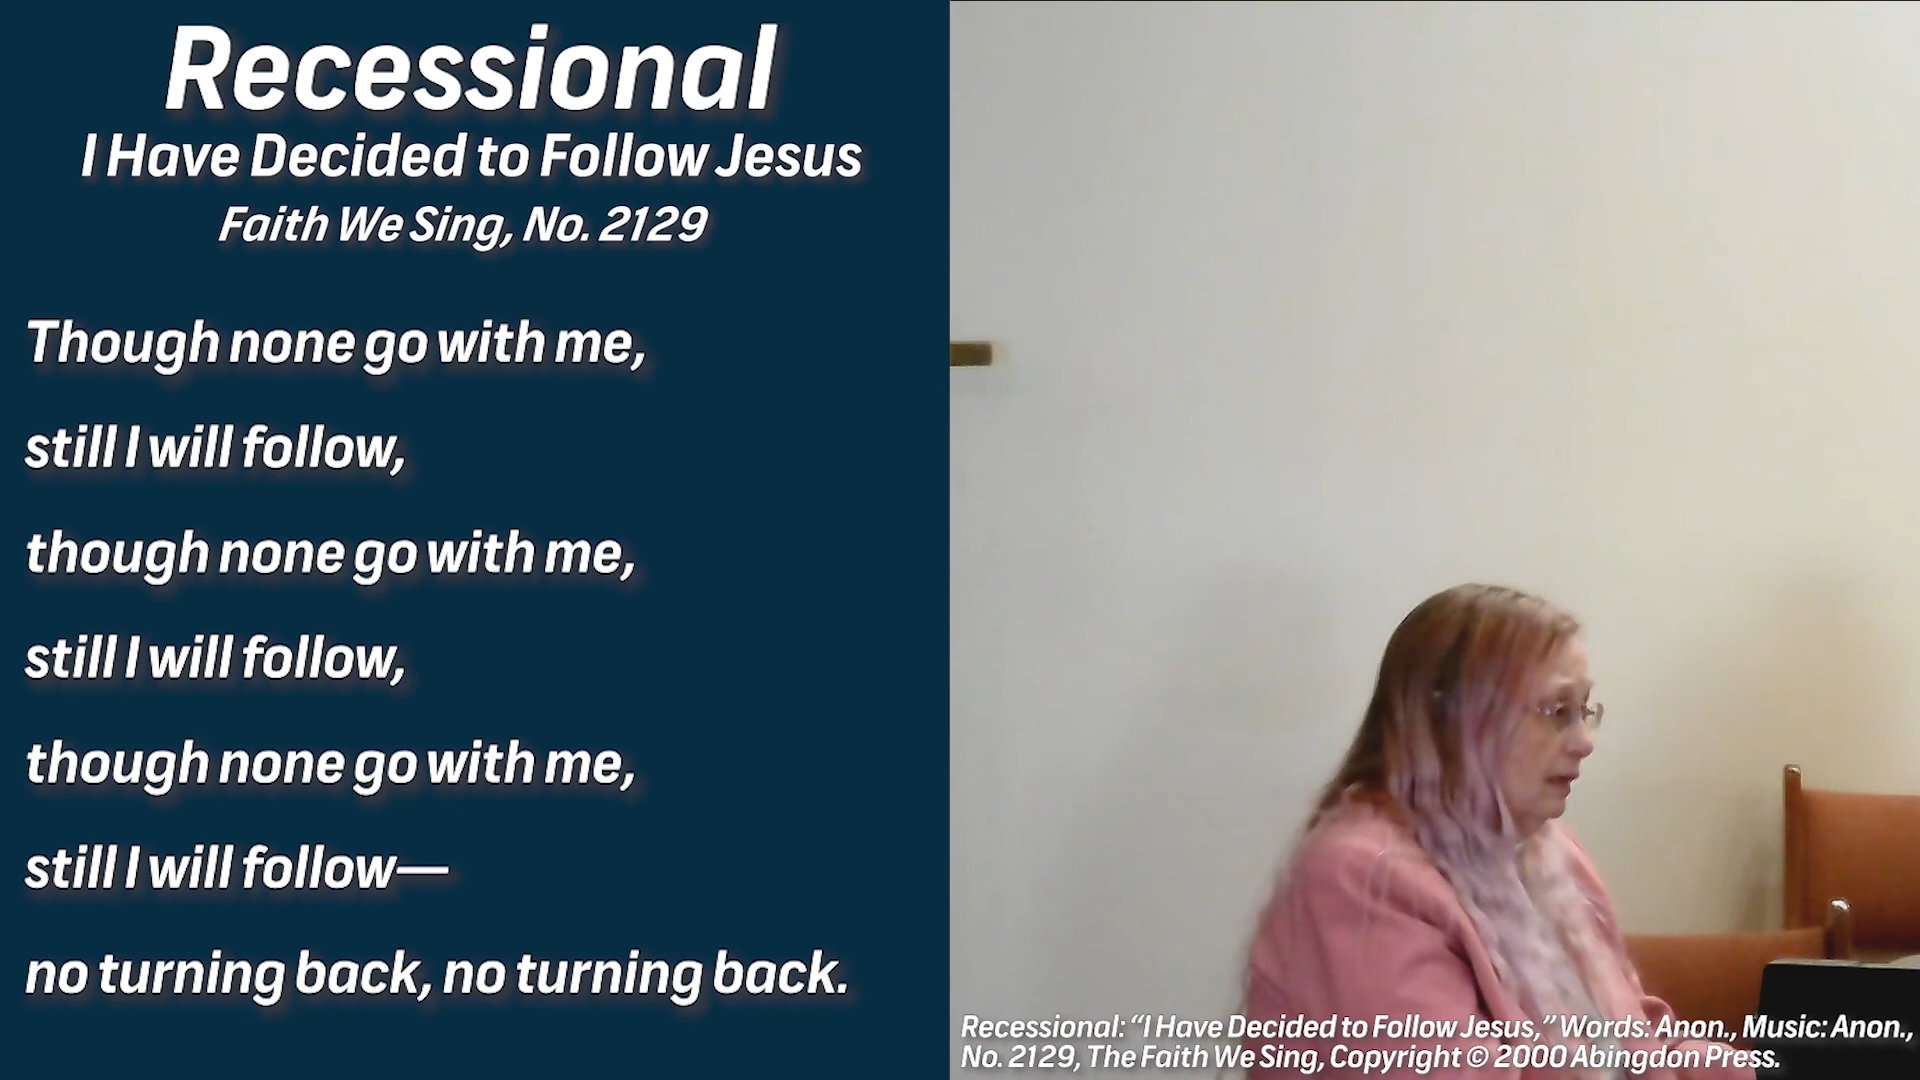 Recessional
I Have Decided to Follow Jesus
Faith We Sing, No. 2129
Though none go with me,
still I will follow,
though none go with me,
still I will follow,
though none go with me,
still I will follow—
no turning back, no turning back.
Recessional: “I Have Decided to Follow Jesus,” Words: Anon., Music: Anon.,
No. 2129, The Faith We Sing, Copyright © 2000 Abingdon Press.